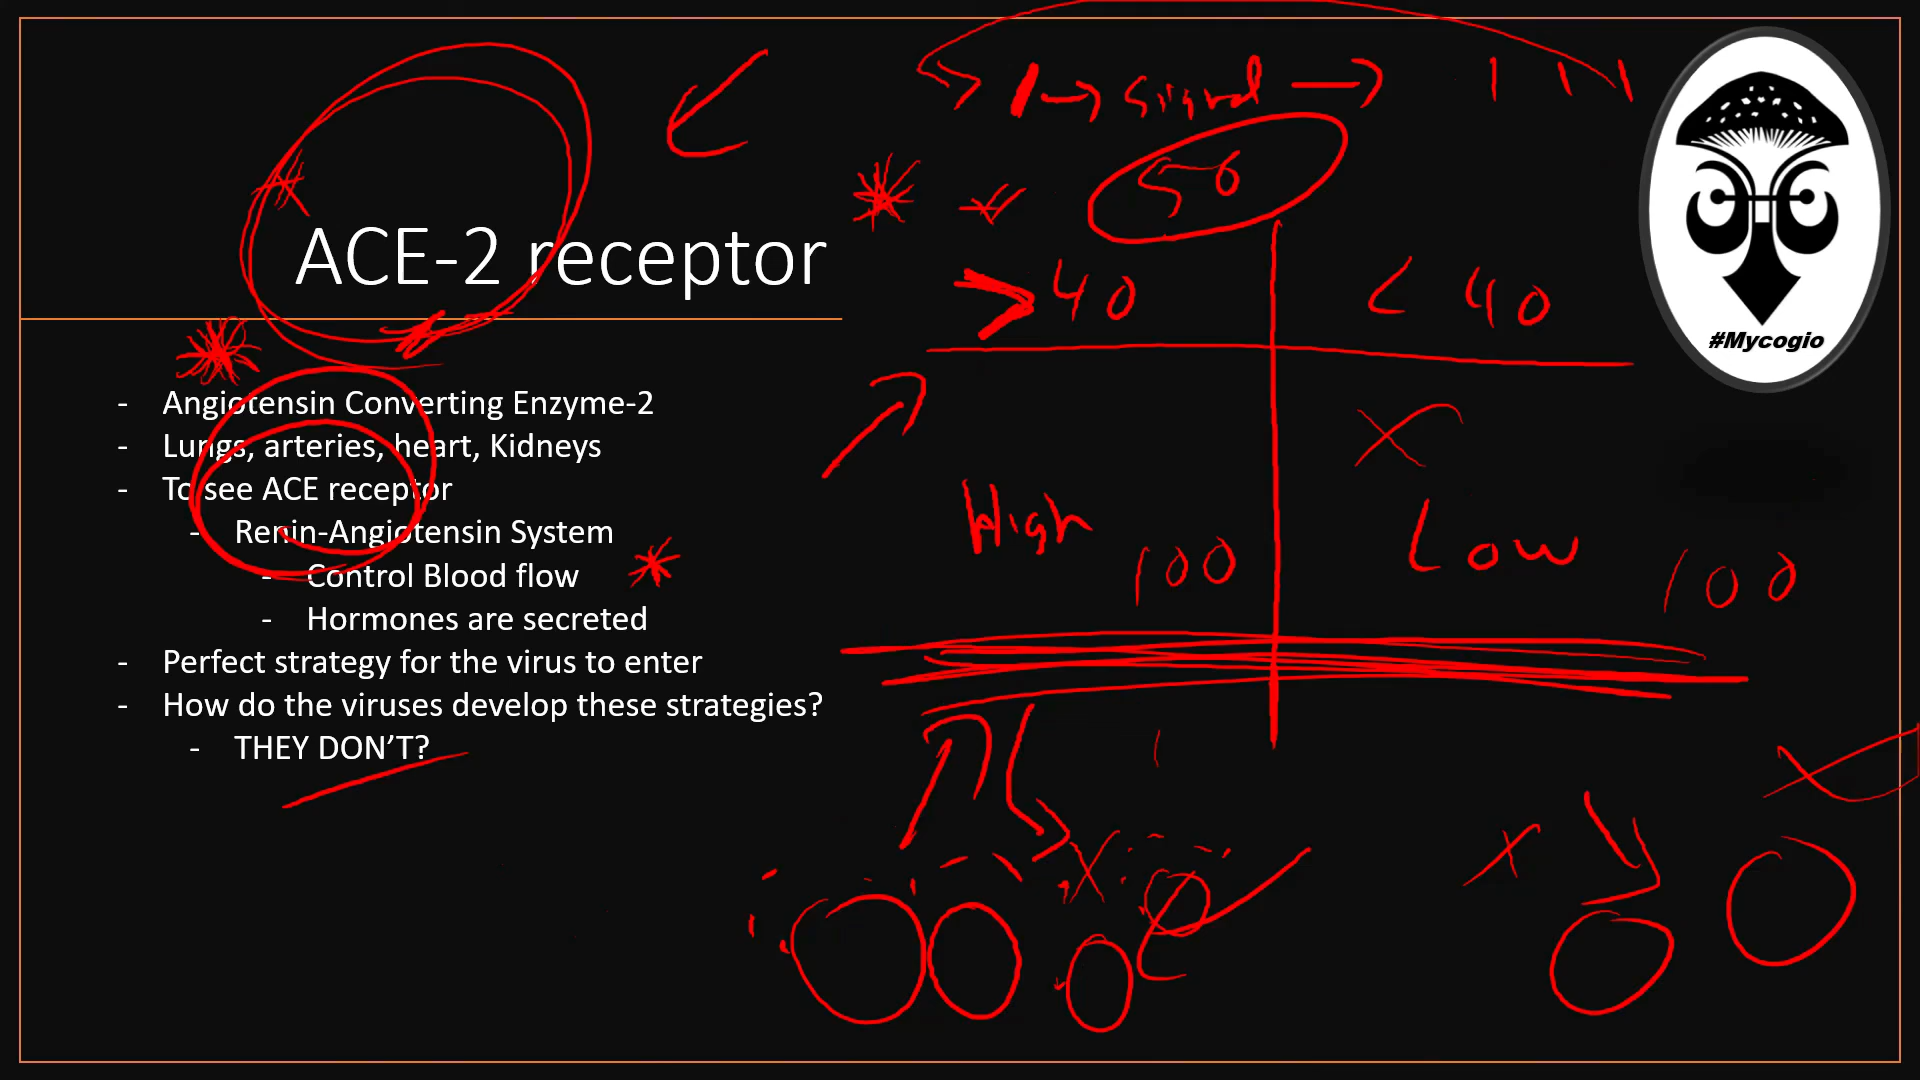 ACE-2 receptor
- Angiotensin Converting Enzyme-2
- Lungs, arteries, heart, Kidneys
- To see ACE receptor
- Renin-Angiotensin System
- Control Blood flow
- Hormones are secreted
- Perfect strategy for the virus to enter
- How do the viruses develop these strategies?
- THEY DON'T?
Signal
56
> 40
< 40
High
100
Low
100
#Mycogio